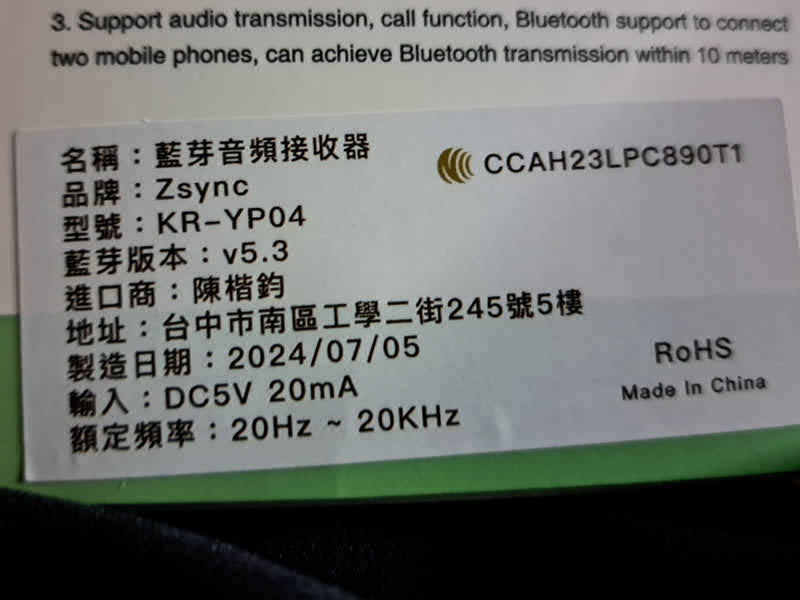 3. Support audio transmission, call function, Bluetooth support to connect
two mobile phones, can achieve Bluetooth transmission within 10 meters
名稱：藍芽音頻接收器
CCAH23LPC890T1
品牌：Zsync
型號：KR-YP04
藍芽版本：v5.3
進口商：陳楷鈞
地址：台中市南區工學二街245號5樓
製造日期：2024/07/05
RoHS
輸入：DC5V 20mA
Made In China
額定頻率：20Hz ~ 20KHz